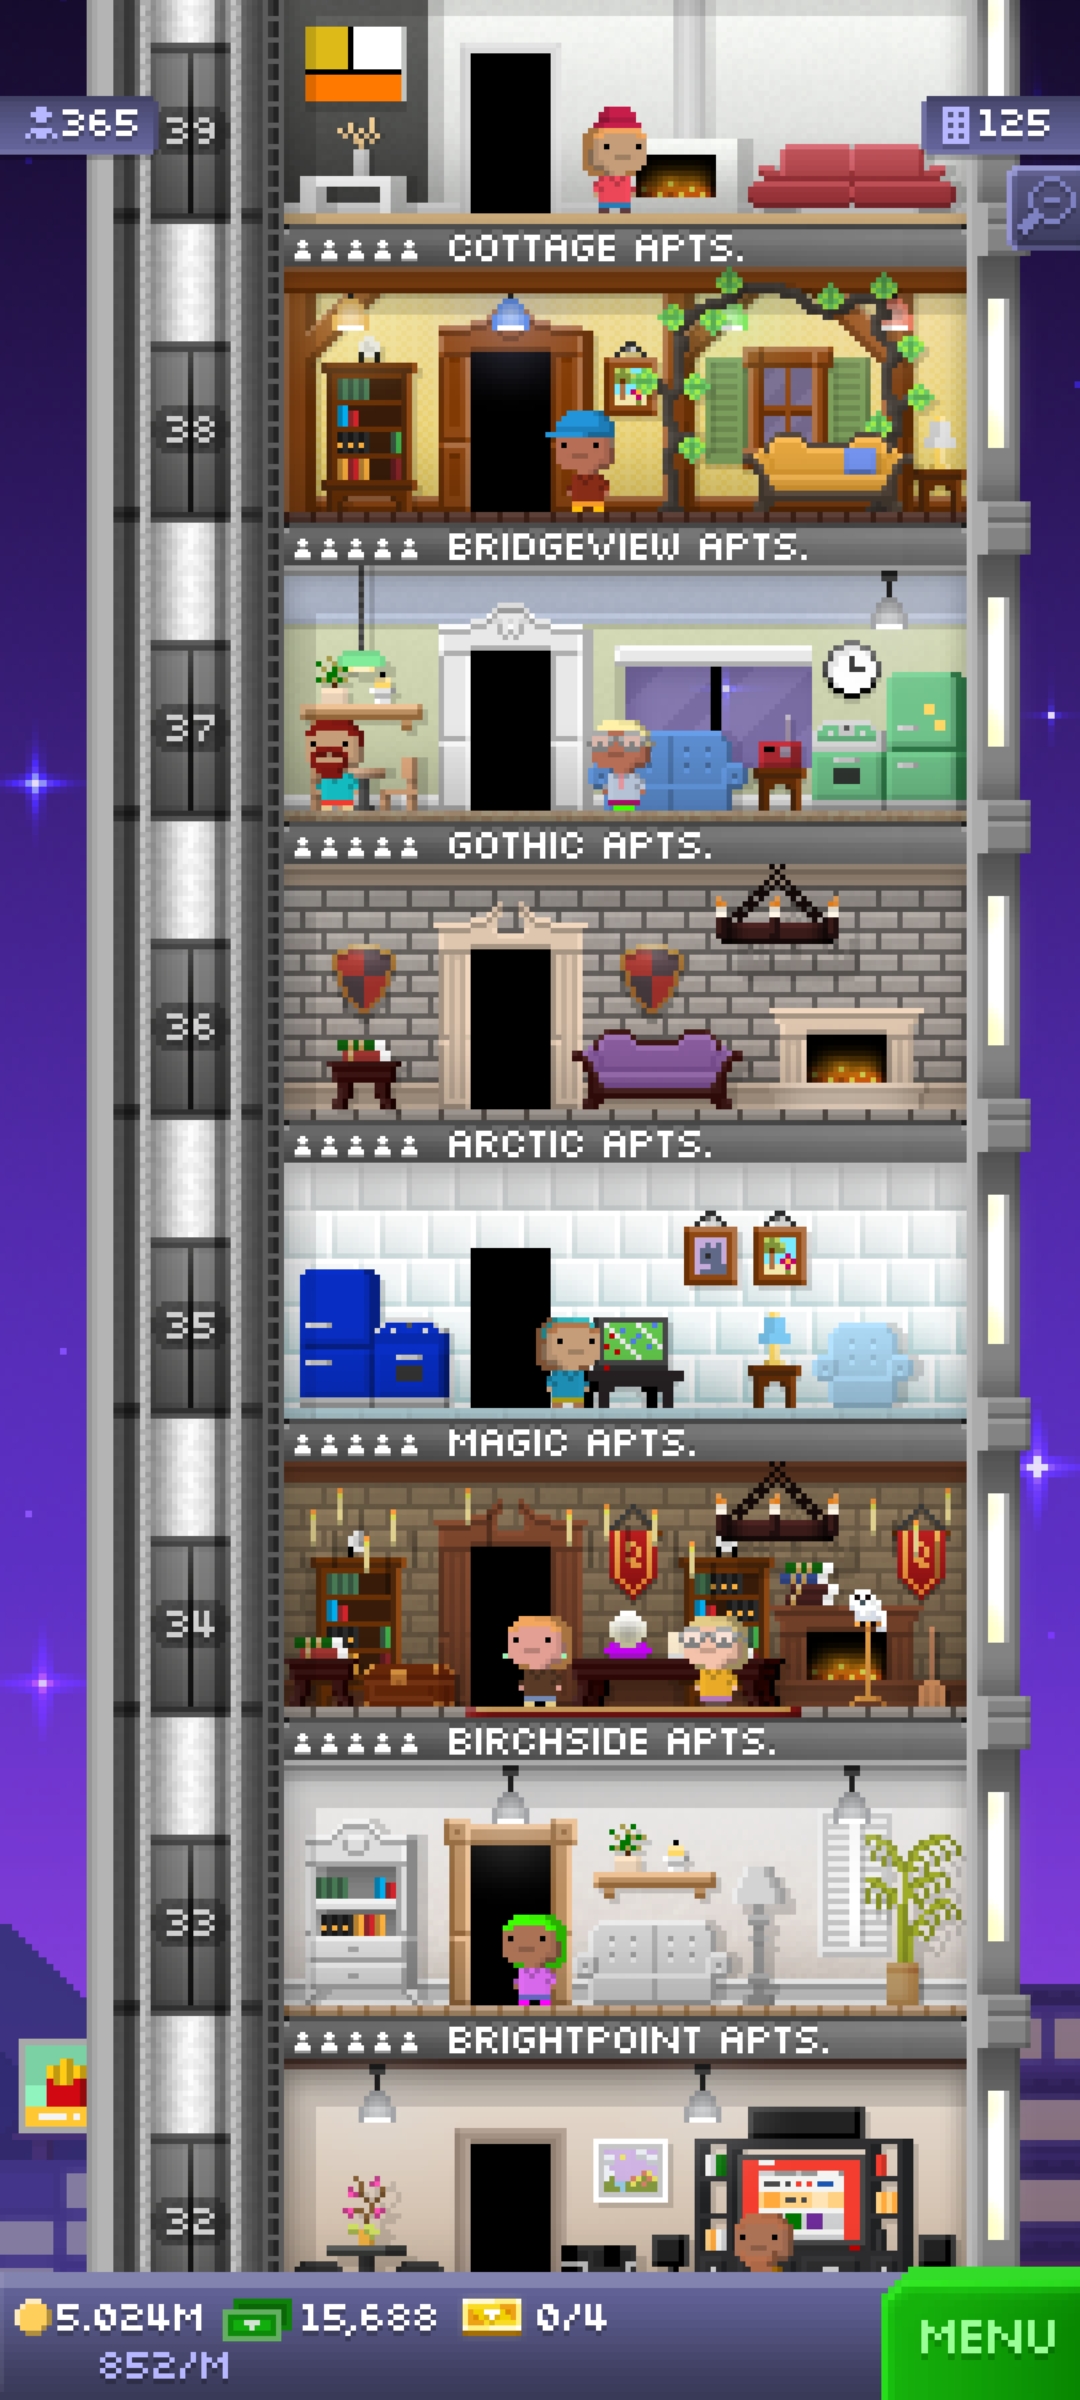 39
365
125
COTTAGE APTS.
38
BRIDGEVIEW APTS.
37
GOTHIC APTS.
36
ARCTIC APTS.
35
MAGIC APTS.
34
BIRCHSIDE APTS.
33
BRIGHTPOINT APTS.
32
5.024M 15,688 0/4
852/M
MENU